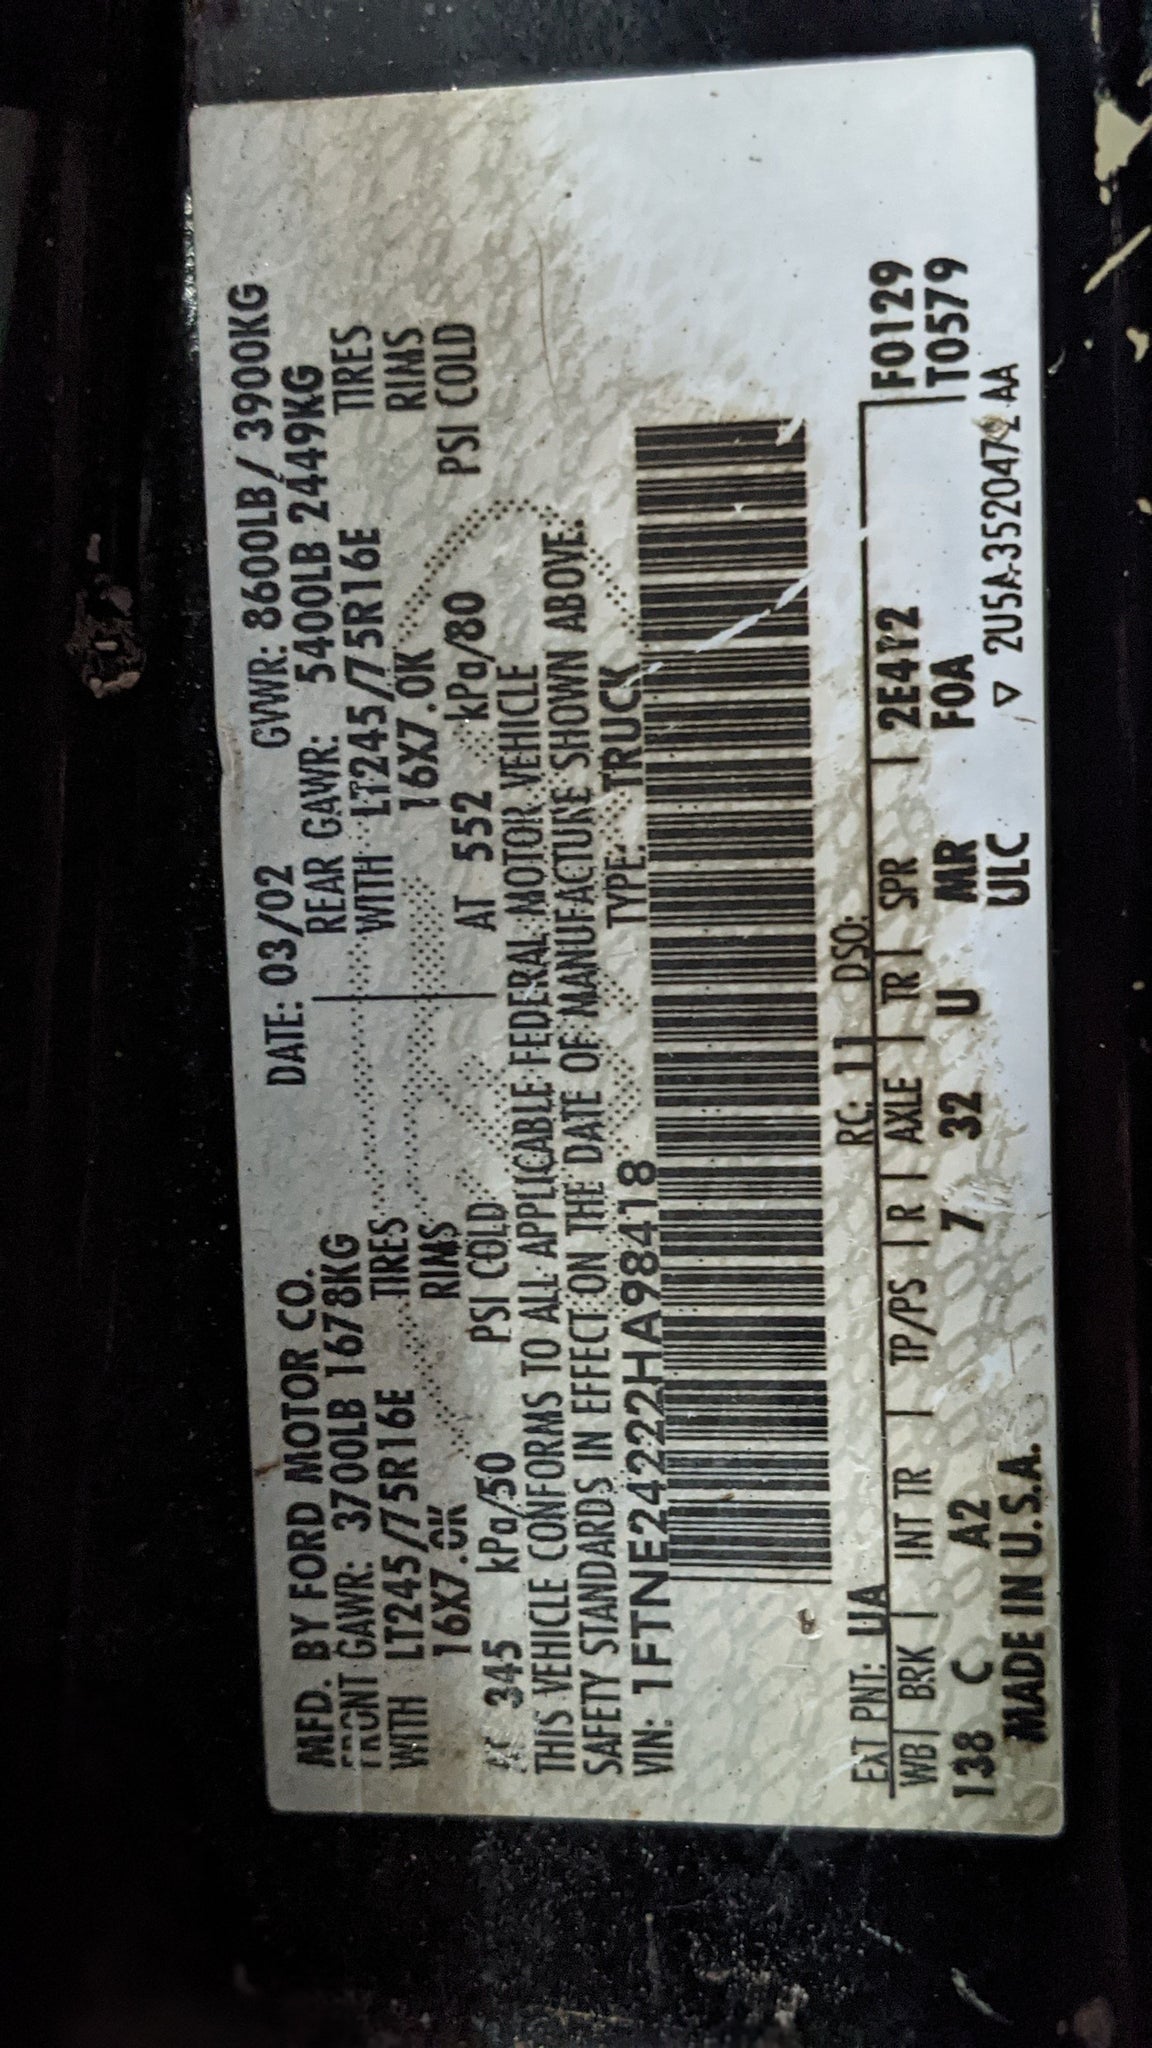 MFD. BY FORD MOTOR CO. DATE: 03/02 GVWR: 8600LB/ 3900KG
FRONT GAWR: 3700LB 1678KG REAR GAWR: 5400LB 2449KG
WITH LT245/75R16E TIRES WITH LT245/75R16E TIRES
16X7.0K RIMS 16X7.0K RIMS
AT 345 kPa/50 PSI COLD AT 552 kPa/80 PSI COLD
THIS VEHICLE CONFORMS TO ALL APPLICABLE FEDERAL MOTOR VEHICLE
SAFETY STANDARDS IN EFFECT ON THE DATE OF MANUFACTURE SHOWN ABOVE.
VIN: 1FTNE24222HA98418 TYPE: TRUCK
EXT PNT: UA RC: 11 DSO:
WB | BRK | INT TR | TP/PS | R | AXLE | TR | SPR | 2E412 F0129
138 C A2 7 32 U MR F0A T0579
MADE IN U.S.A. ULC ▽ 2U5A-3520472-AA